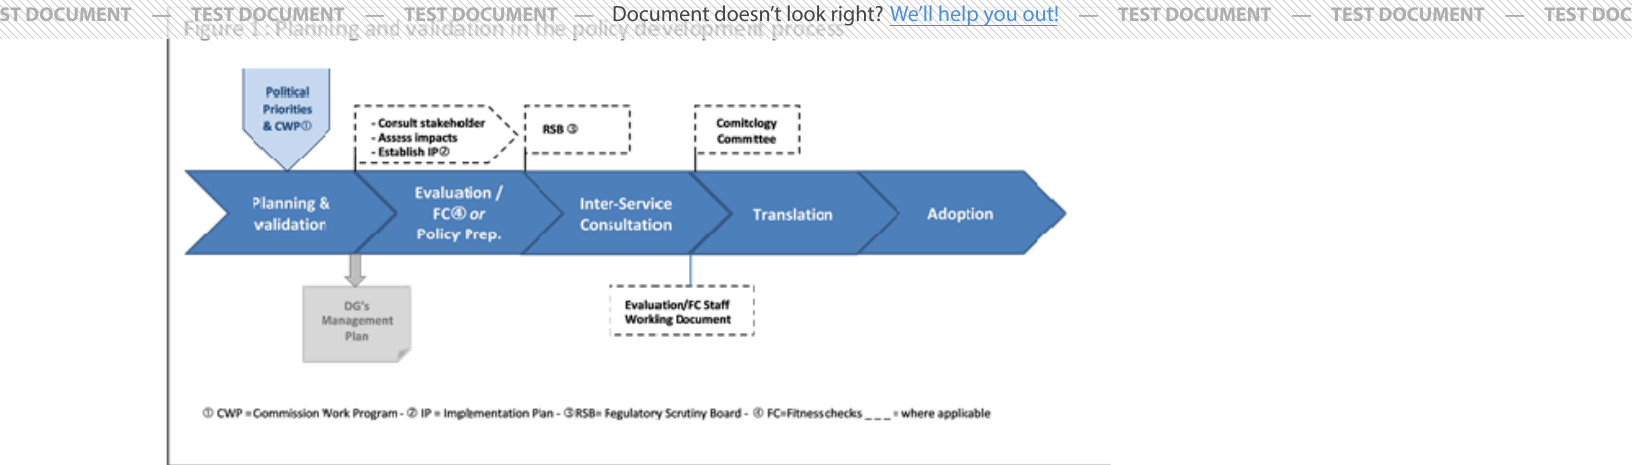 ST DOCUMENT — TEST DOCUMENT — TEST DOCUMENT — Document doesn’t look right? We’ll help you out! — TEST DOCUMENT — TEST DOCUMENT — TEST DOC
Figure 1: Planning and validation in the policy development process
Political
Priorities
& CWP①
- Consult stakeholder
- Assess impacts
- Establish IP②
RSB ③
Comitology
Committee
Planning &
validation
Evaluation /
FC④ or
Policy Prep.
Inter-Service
Consultation
Translation
Adoption
DG's
Management
Plan
Evaluation/FC Staff
Working Document
① CWP =Commission Work Program - ② IP = Implementation Plan - ③RSB= Regulatory Scrutiny Board - ④ FC=Fitness checks _ _ _ = where applicable